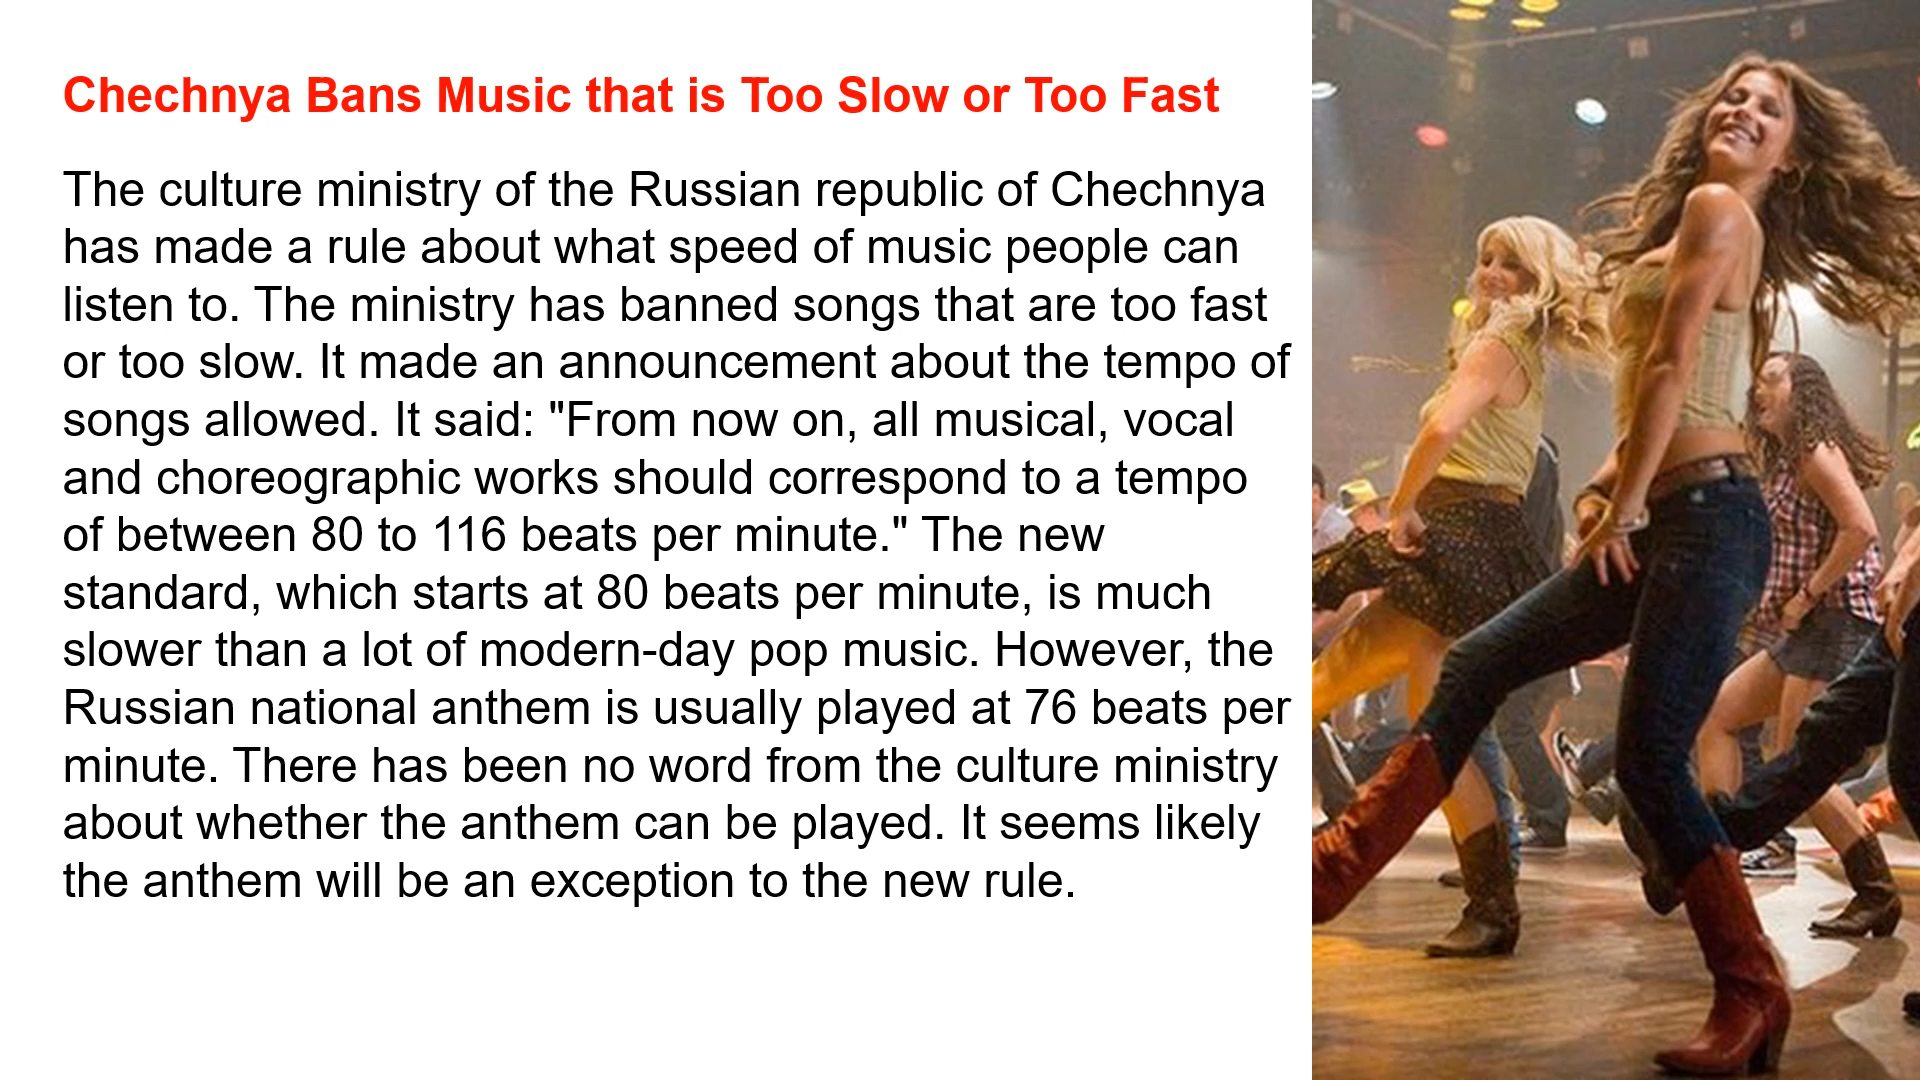 Chechnya Bans Music that is Too Slow or Too Fast
The culture ministry of the Russian republic of Chechnya
has made a rule about what speed of music people can
listen to. The ministry has banned songs that are too fast
or too slow. It made an announcement about the tempo of
songs allowed. It said: "From now on, all musical, vocal
and choreographic works should correspond to a tempo
of between 80 to 116 beats per minute." The new
standard, which starts at 80 beats per minute, is much
slower than a lot of modern-day pop music. However, the
Russian national anthem is usually played at 76 beats per
minute. There has been no word from the culture ministry
about whether the anthem can be played. It seems likely
the anthem will be an exception to the new rule.